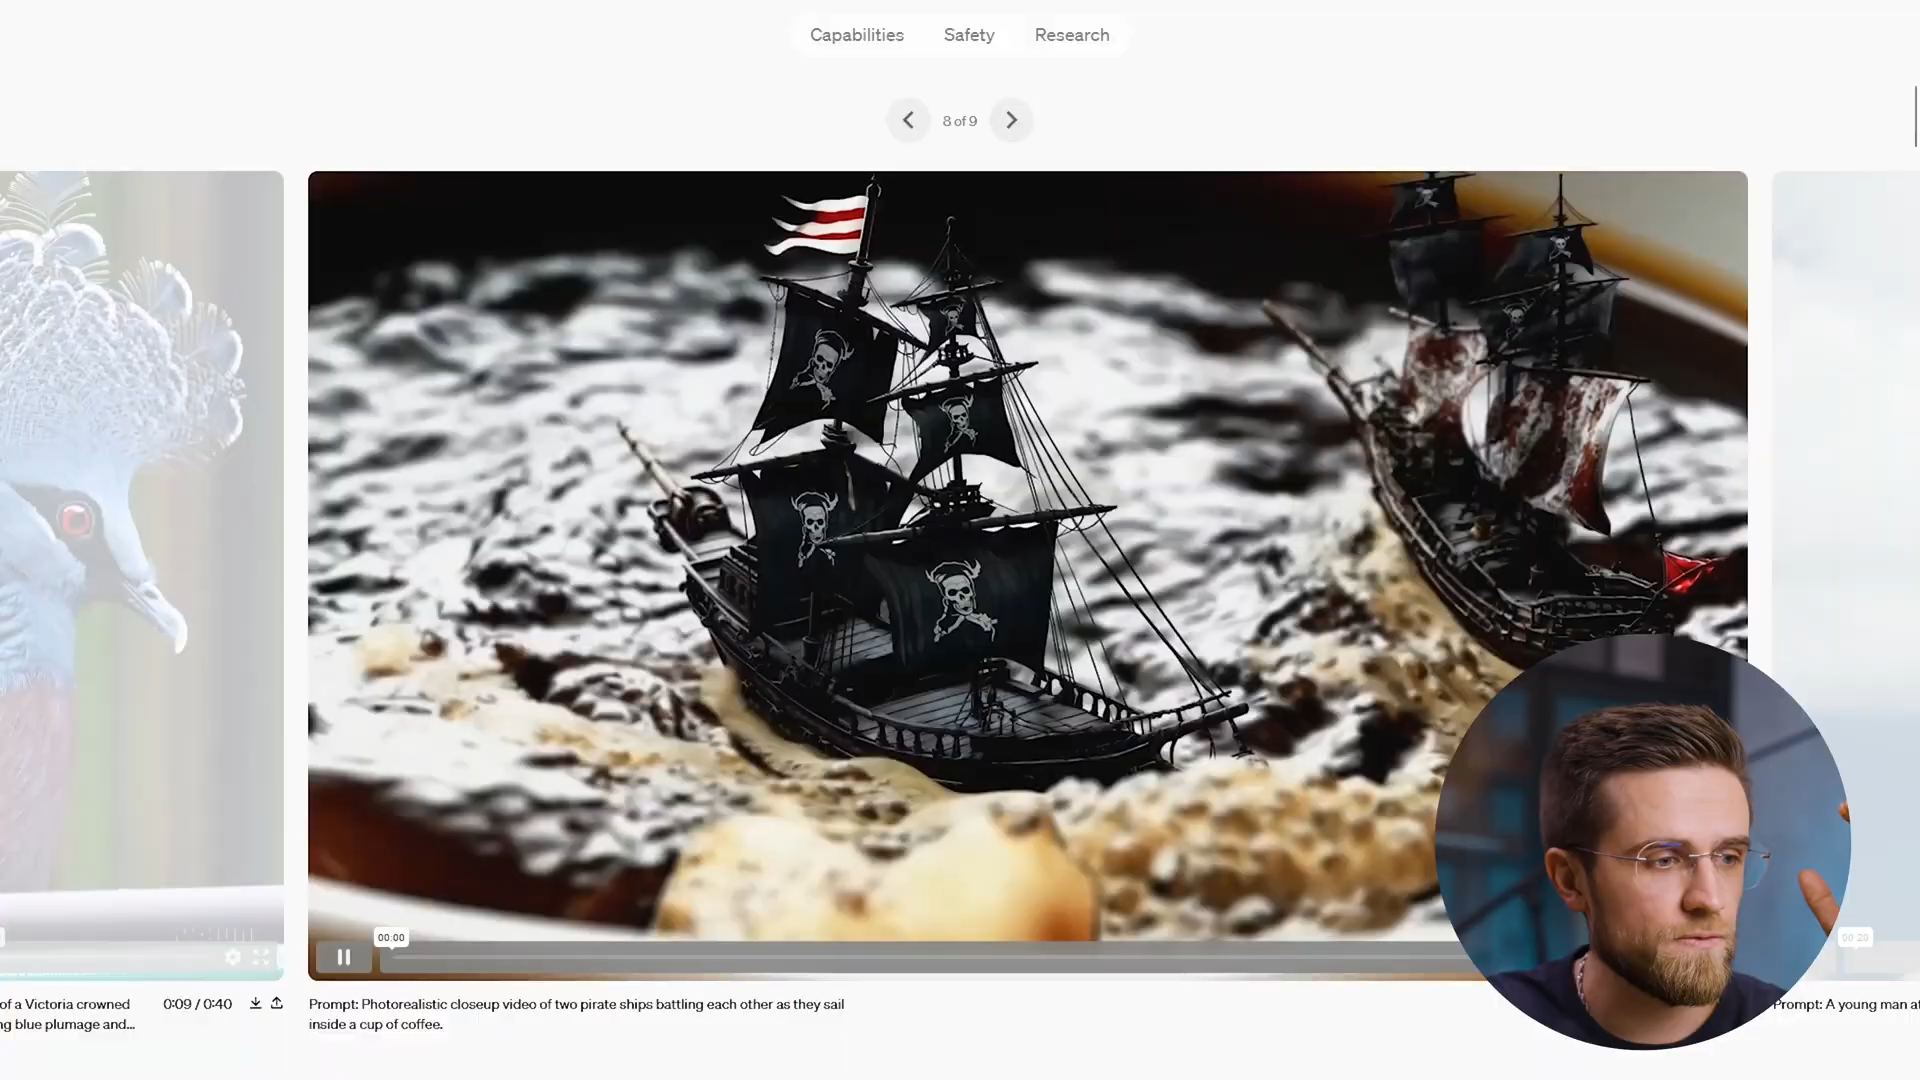 Capabilities Safety Research
8 of 9
00:00
00:20
of a Victoria crowned
ng blue plumage and...
0:09 / 0:40
Prompt: Photorealistic closeup video of two pirate ships battling each other as they sail
inside a cup of coffee.
Prompt: A young man at